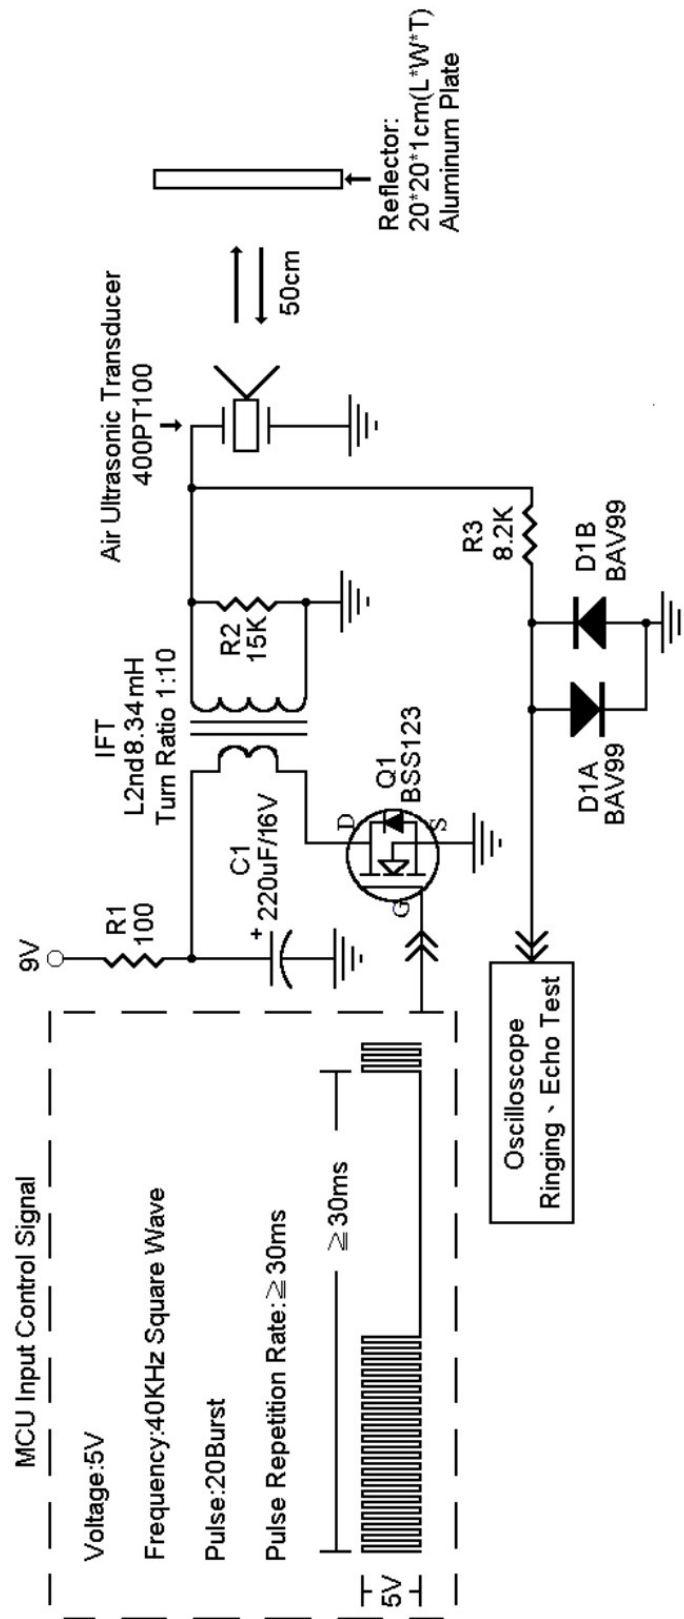 MCU Input Control Signal
Voltage:5V
Frequency:40KHz Square Wave
Pulse:20Burst
Pulse Repetition Rate:≧30ms
≧30ms
5V
9V
R1
100
C1
+
220uF/16V
IFT
L2nd8.34mH
Turn Ratio 1:10
R2
15K
Q1
BSS123
D
G
S
Air Ultrasonic Transducer
400PT100
50cm
Reflector:
20*20*1cm(L*W*T)
Aluminum Plate
R3
8.2K
D1A
BAV99
D1B
BAV99
Oscilloscope
Ringing、Echo Test